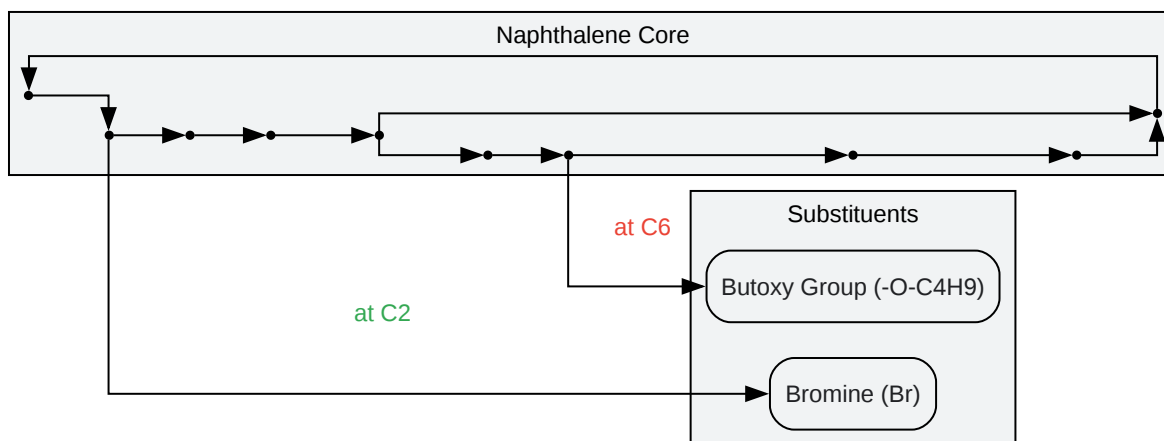 Naphthalene Core
Substituents
at C6
Butoxy Group (-O-C4H9)
at C2
Bromine (Br)